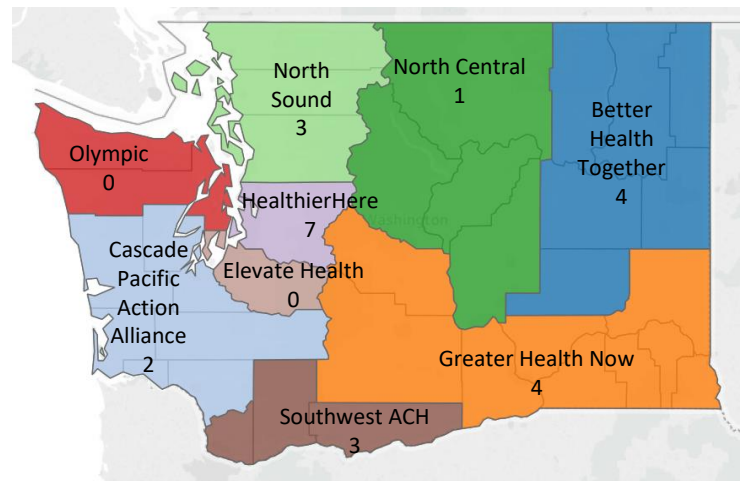 North
Sound
3
North Central
1
Better
Health
Together
4
Olympic
0
HealthierHere
7
Washington
Cascade
Pacific
Action
Alliance
2
Elevate Health
0
Greater Health Now
4
Southwest ACH
3